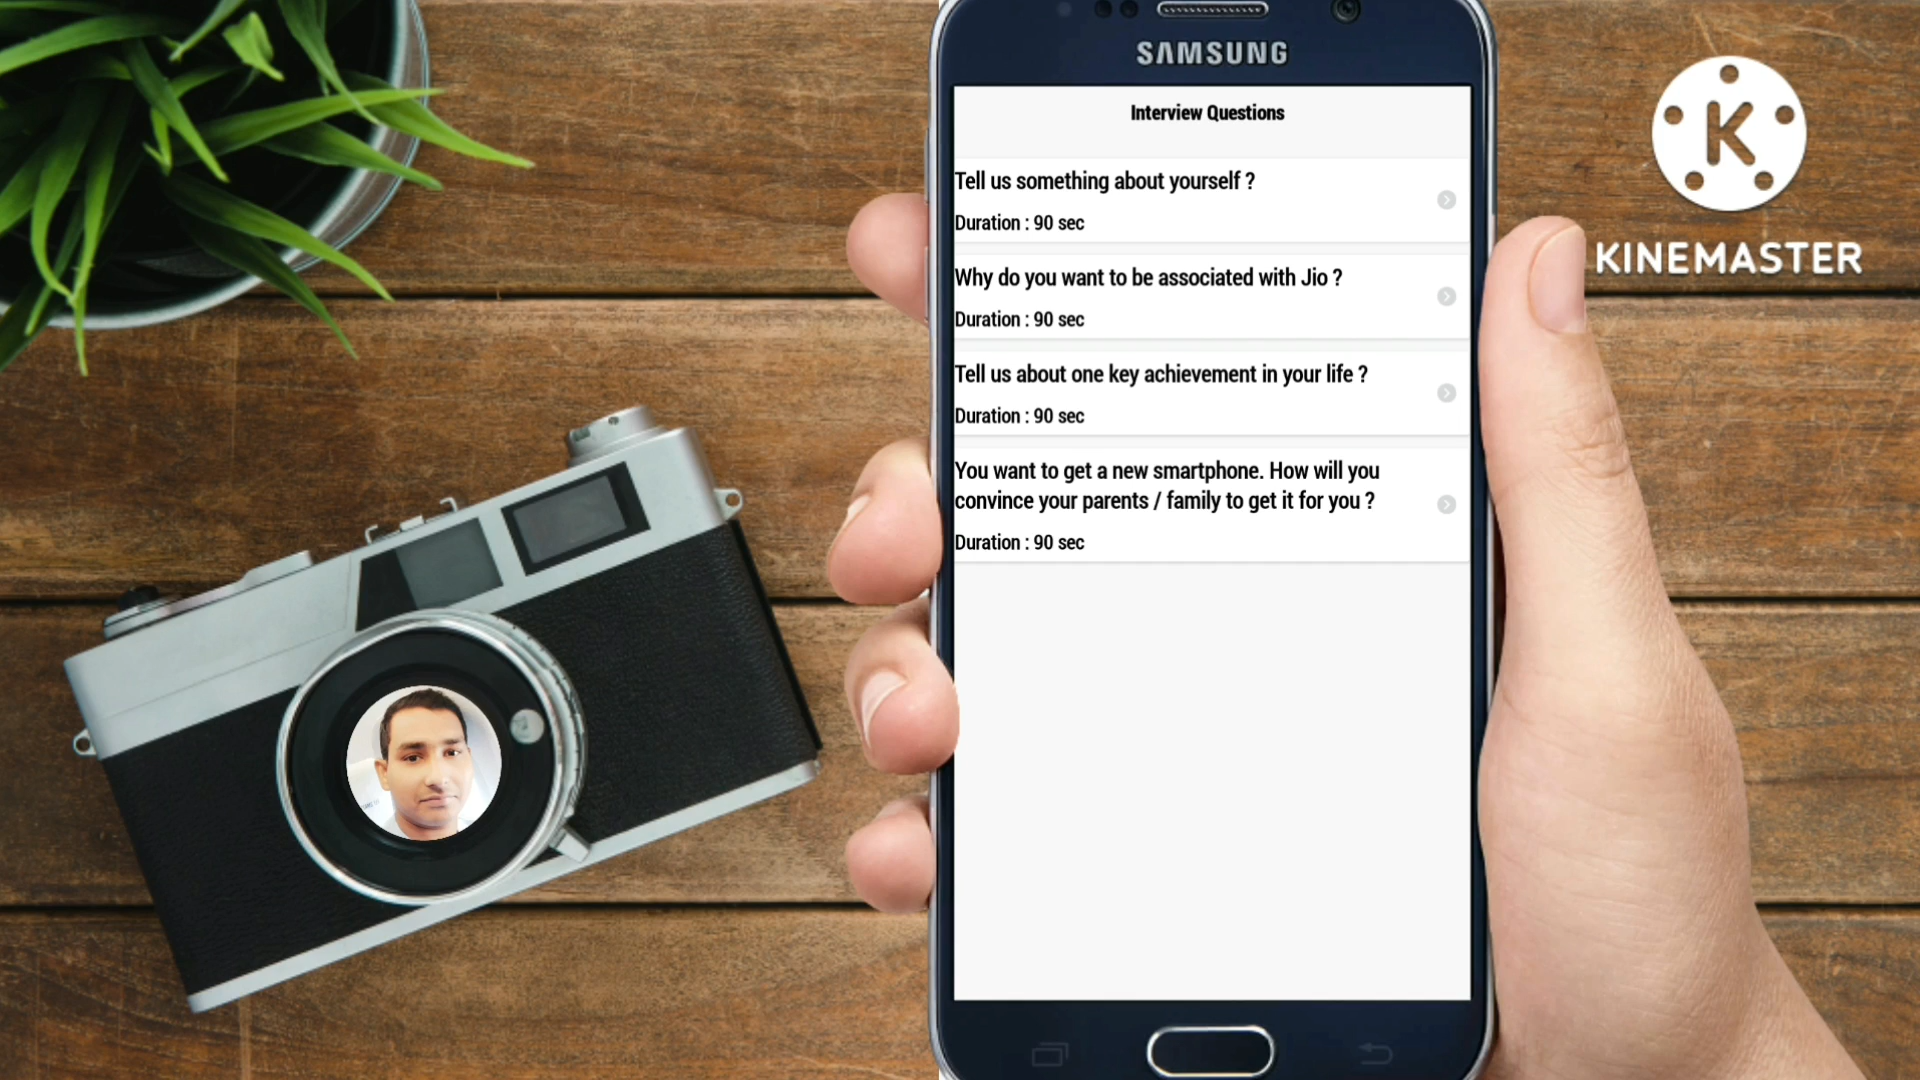 SAMSUNG
Interview Questions
Tell us something about yourself ?
Duration : 90 sec
Why do you want to be associated with Jio ?
Duration : 90 sec
Tell us about one key achievement in your life ?
Duration : 90 sec
You want to get a new smartphone. How will you
convince your parents / family to get it for you ?
Duration : 90 sec
K
KINEMASTER